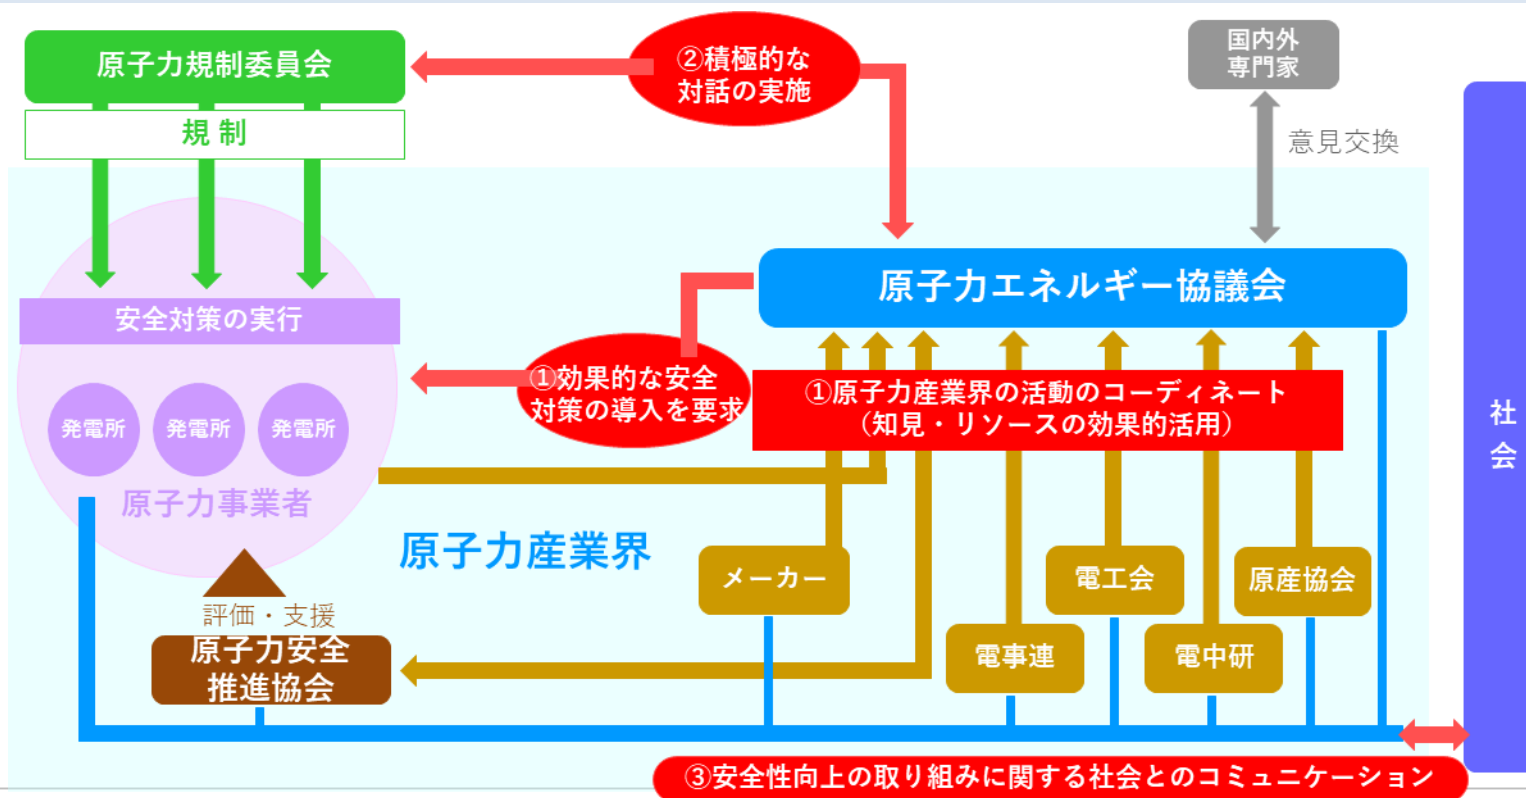 原子力規制委員会
規 制
②積極的な
対話の実施
国内外
専門家
意見交換
原子力エネルギー協議会
安全対策の実行
①効果的な安全
対策の導入を要求
①原子力産業界の活動のコーディネート
（知見・リソースの効果的活用）
発電所
発電所
発電所
原子力事業者
原子力産業界
評価・支援
原子力安全
推進協会
メーカー
電事連
電工会
電中研
原産協会
社
会
③安全性向上の取り組みに関する社会とのコミュニケーション